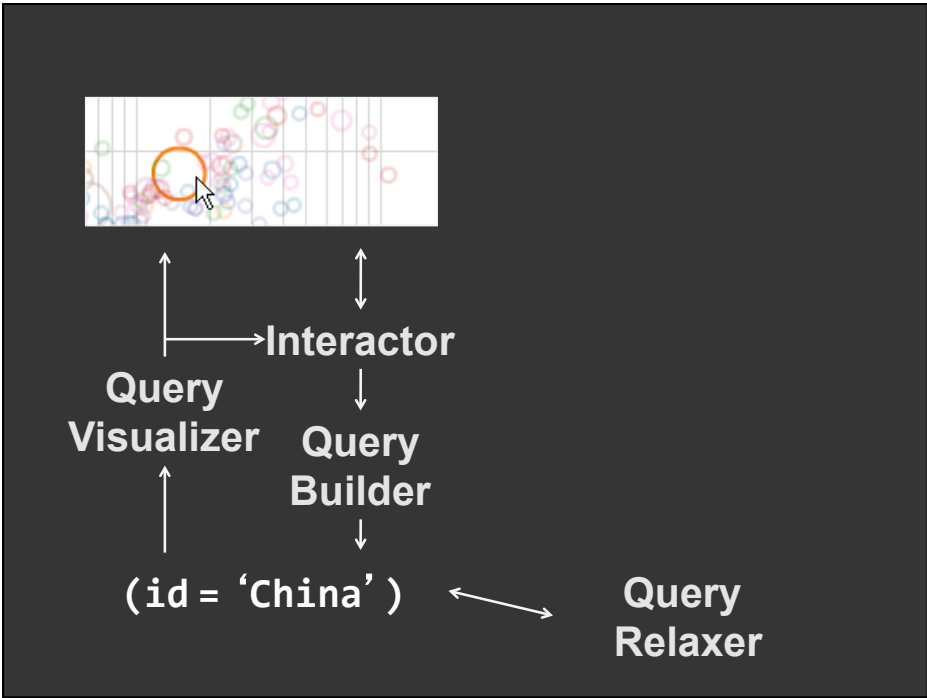 Interactor
Query
Visualizer
Query
Builder
(id = ‘China’)
Query
Relaxer